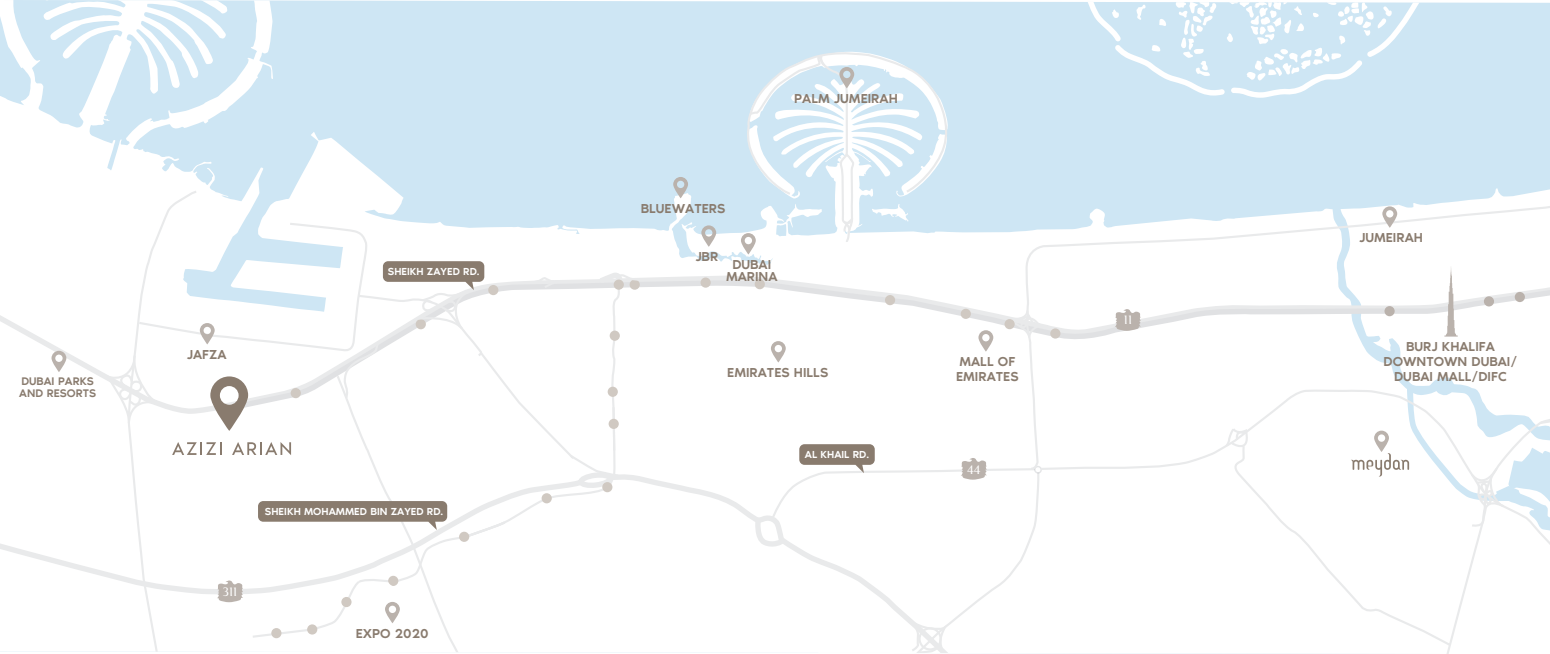 PALM JUMEIRAH
BLUEWATERS
JBR
DUBAI
MARINA
JUMEIRAH
SHEIKH ZAYED RD.
11
JAFZA
DUBAI PARKS
AND RESORTS
AZIZI ARIAN
EMIRATES HILLS
MALL OF
EMIRATES
BURJ KHALIFA
DOWNTOWN DUBAI/
DUBAI MALL/DIFC
AL KHAIL RD.
44
meydan
SHEIKH MOHAMMED BIN ZAYED RD.
311
EXPO 2020